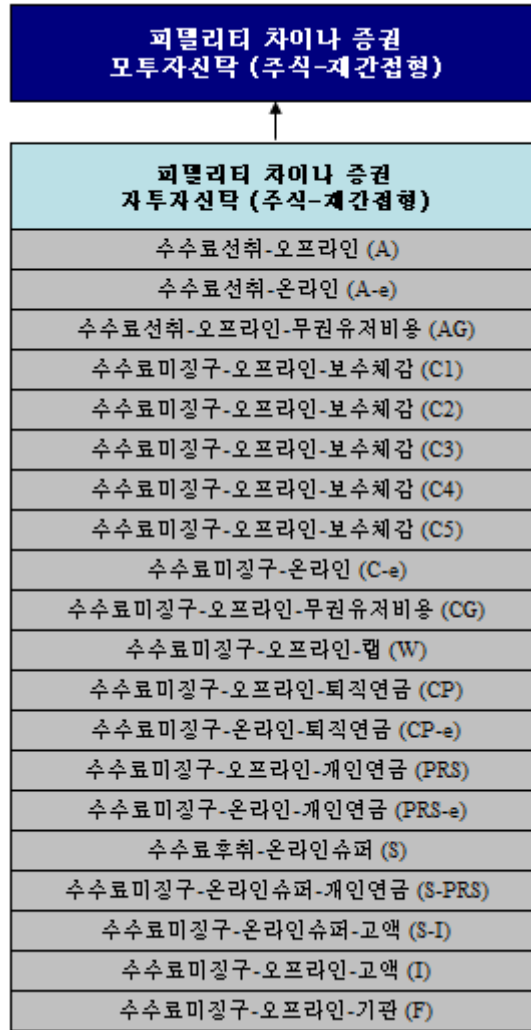 피델리티 차이나 증권
모투자신탁 (주식-재간접형)
피델리티 차이나 증권
자투자신탁 (주식-재간접형)
수수료선취-오프라인 (A)
수수료선취-온라인 (A-e)
수수료선취-오프라인-무권유저비용 (AG)
수수료미징구-오프라인-보수체감 (C1)
수수료미징구-오프라인-보수체감 (C2)
수수료미징구-오프라인-보수체감 (C3)
수수료미징구-오프라인-보수체감 (C4)
수수료미징구-오프라인-보수체감 (C5)
수수료미징구-온라인 (C-e)
수수료미징구-오프라인-무권유저비용 (CG)
수수료미징구-오프라인-랩 (W)
수수료미징구-오프라인-퇴직연금 (CP)
수수료미징구-온라인-퇴직연금 (CP-e)
수수료미징구-오프라인-개인연금 (PRS)
수수료미징구-온라인-개인연금 (PRS-e)
수수료후취-온라인슈퍼 (S)
수수료미징구-온라인슈퍼-개인연금 (S-PRS)
수수료미징구-온라인슈퍼-고액 (S-I)
수수료미징구-오프라인-고액 (I)
수수료미징구-오프라인-기관 (F)